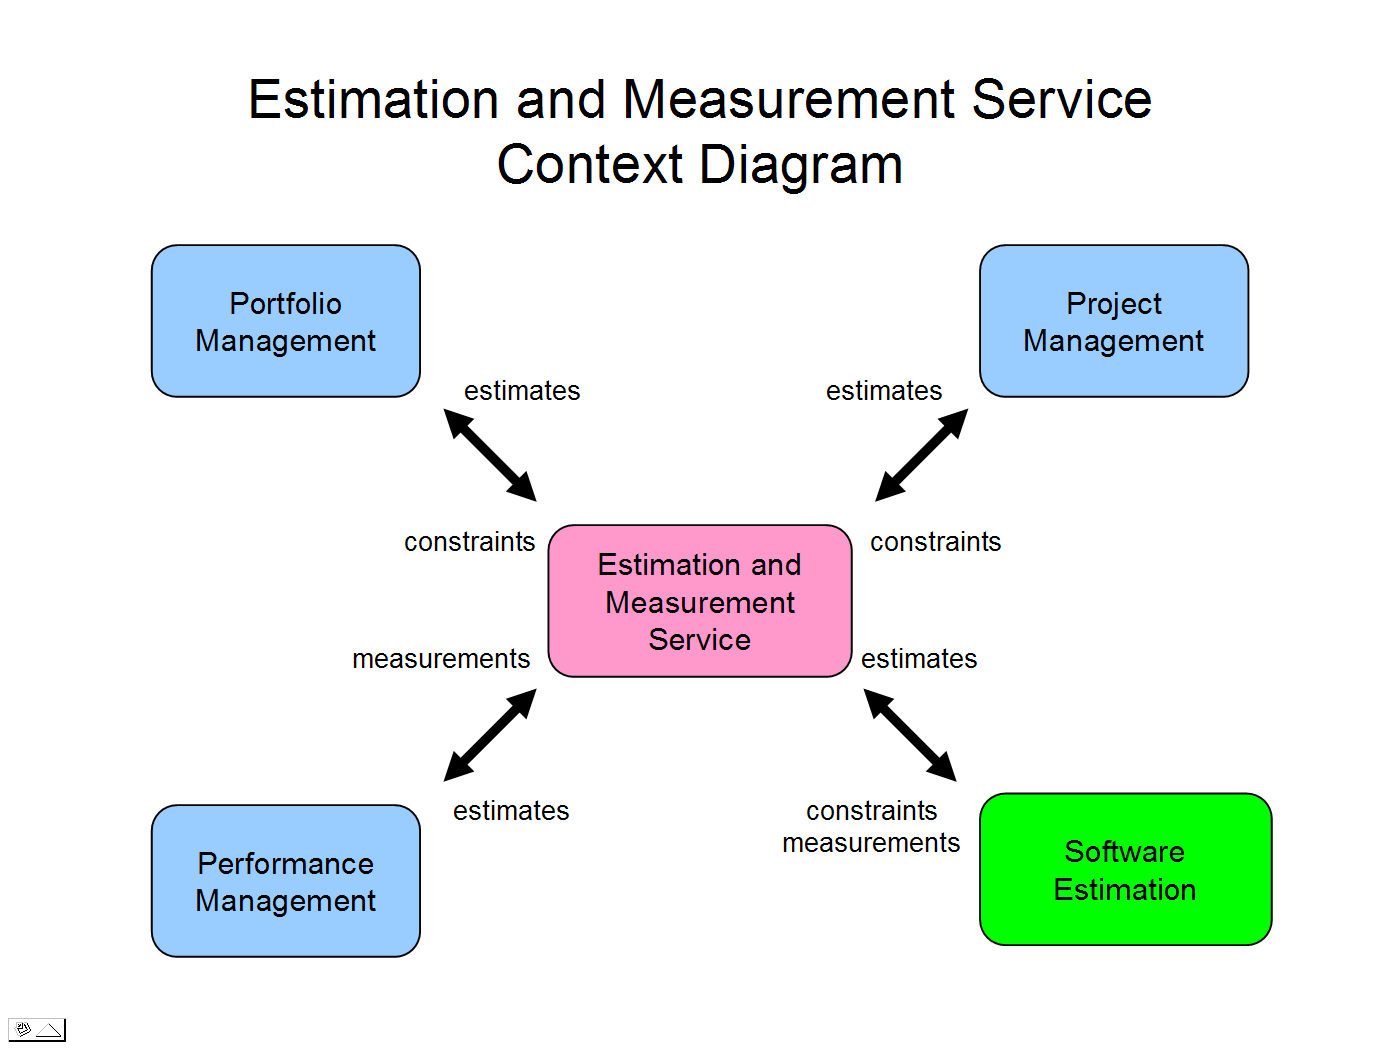 Estimation and Measurement Service
Context Diagram
Portfolio
Management
Project
Management
estimates
estimates
constraints
constraints
Estimation and
Measurement
Service
measurements
estimates
estimates
constraints
measurements
Performance
Management
Software
Estimation